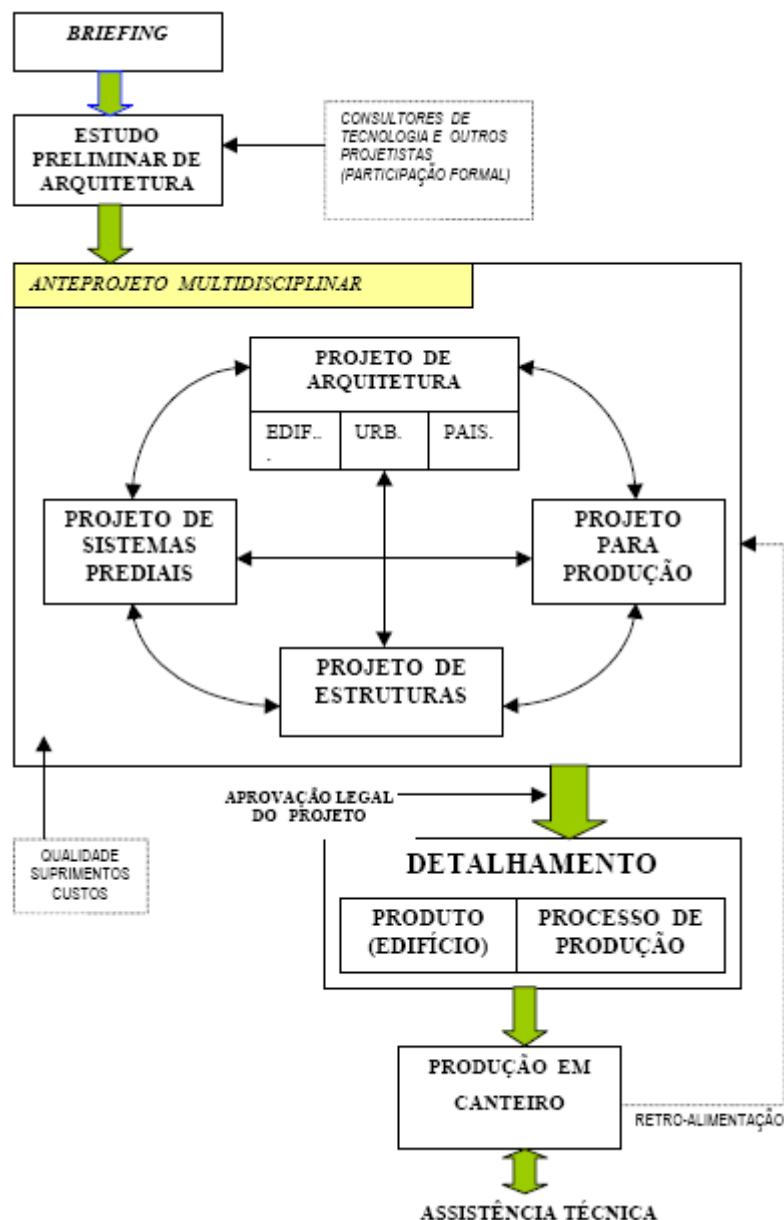 BRIEFING
ESTUDO
PRELIMINAR DE
ARQUITETURA
CONSULTORES DE
TECNOLOGIA E OUTROS
PROJETISTAS
(PARTICIPAÇÃO FORMAL)
ANTEPROJETO MULTIDISCIPLINAR
PROJETO DE
ARQUITETURA
EDIF..
.
URB.
PAIS.
PROJETO DE
SISTEMAS
PREDIAIS
PROJETO
PARA
PRODUÇÃO
PROJETO DE
ESTRUTURAS
APROVAÇÃO LEGAL
DO PROJETO
QUALIDADE
SUPRIMENTOS
CUSTOS
DETALHAMENTO
PRODUTO
(EDIFÍCIO)
PROCESSO DE
PRODUÇÃO
PRODUÇÃO EM
CANTEIRO
RETRO-ALIMENTAÇÃO
ASSISTÊNCIA TÉCNICA